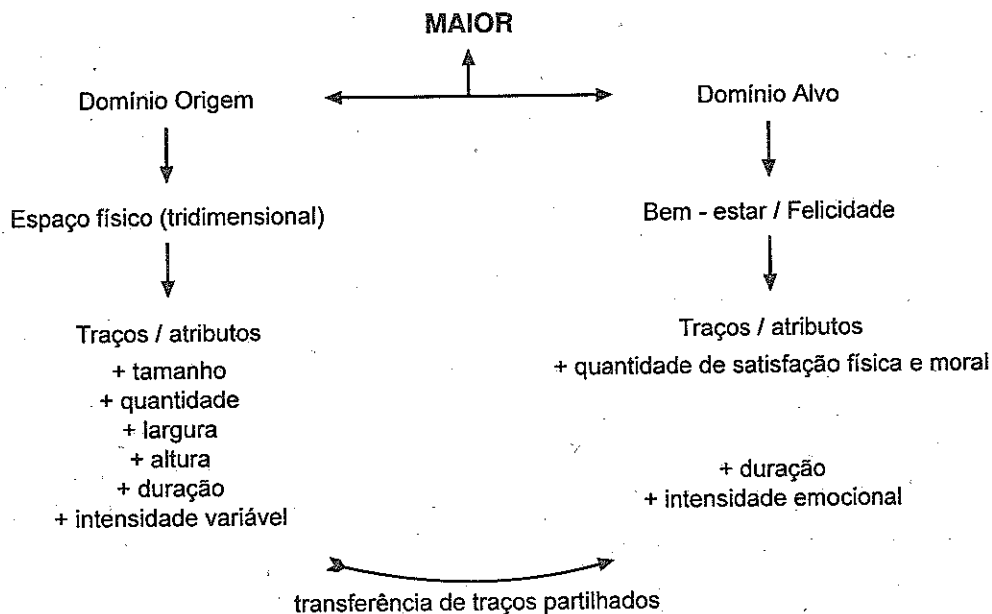 MAIOR
Domínio Origem
Domínio Alvo
Espaço físico (tridimensional)
Bem - estar / Felicidade
Traços / atributos
+ tamanho
+ quantidade
+ largura
+ altura
+ duração
+ intensidade variável
Traços / atributos
+ quantidade de satisfação física e moral
+ duração
+ intensidade emocional
transferência de traços partilhados